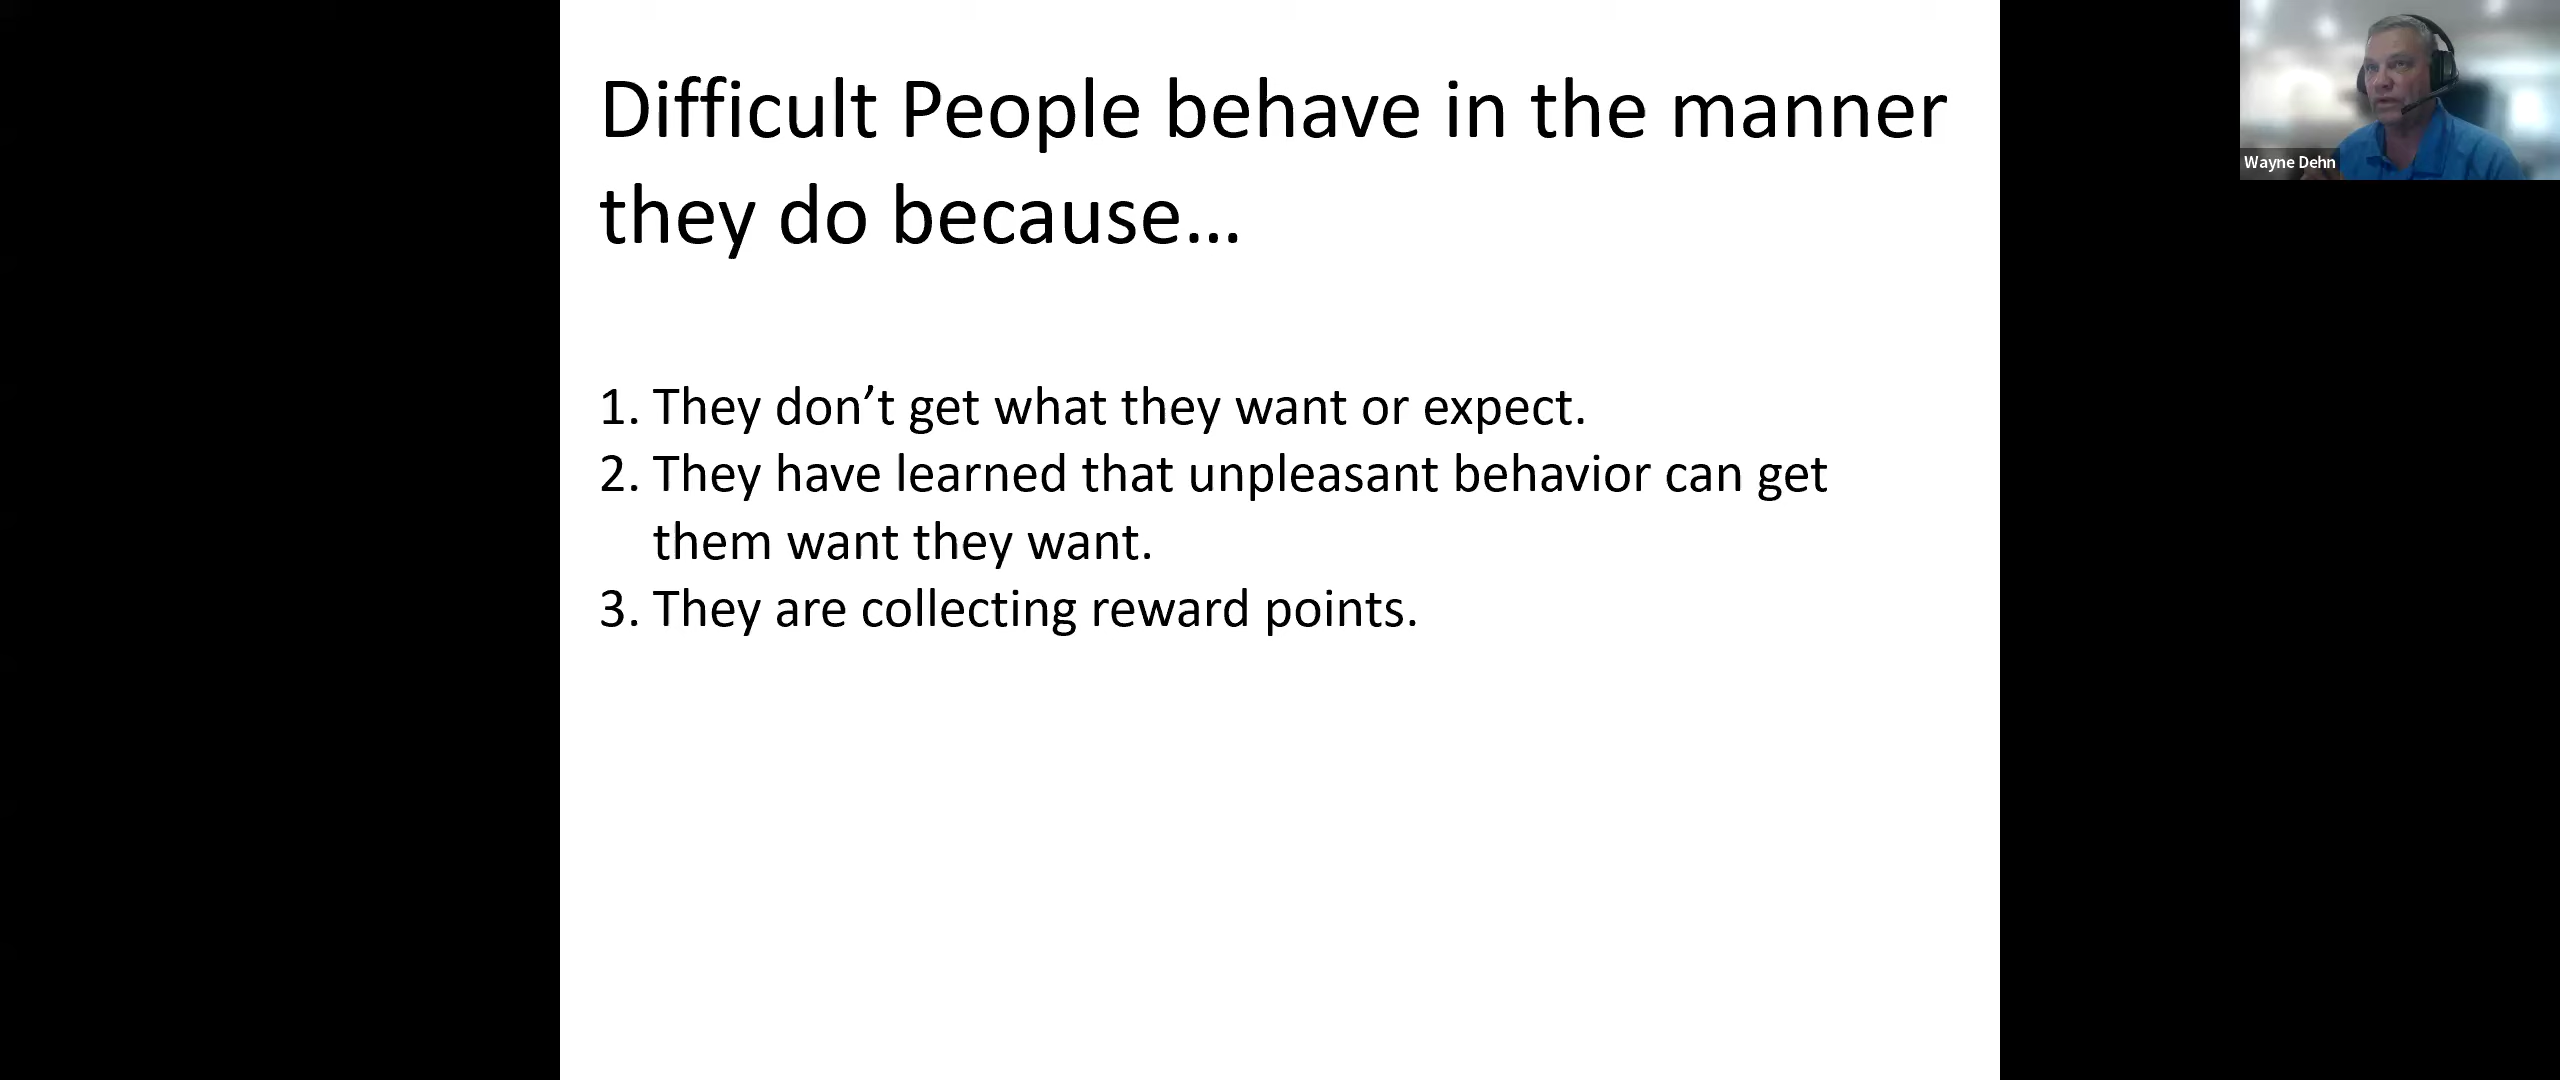 Difficult People behave in the manner
they do because…
1. They don’t get what they want or expect.
2. They have learned that unpleasant behavior can get
them want they want.
3. They are collecting reward points.
Wayne Dehn